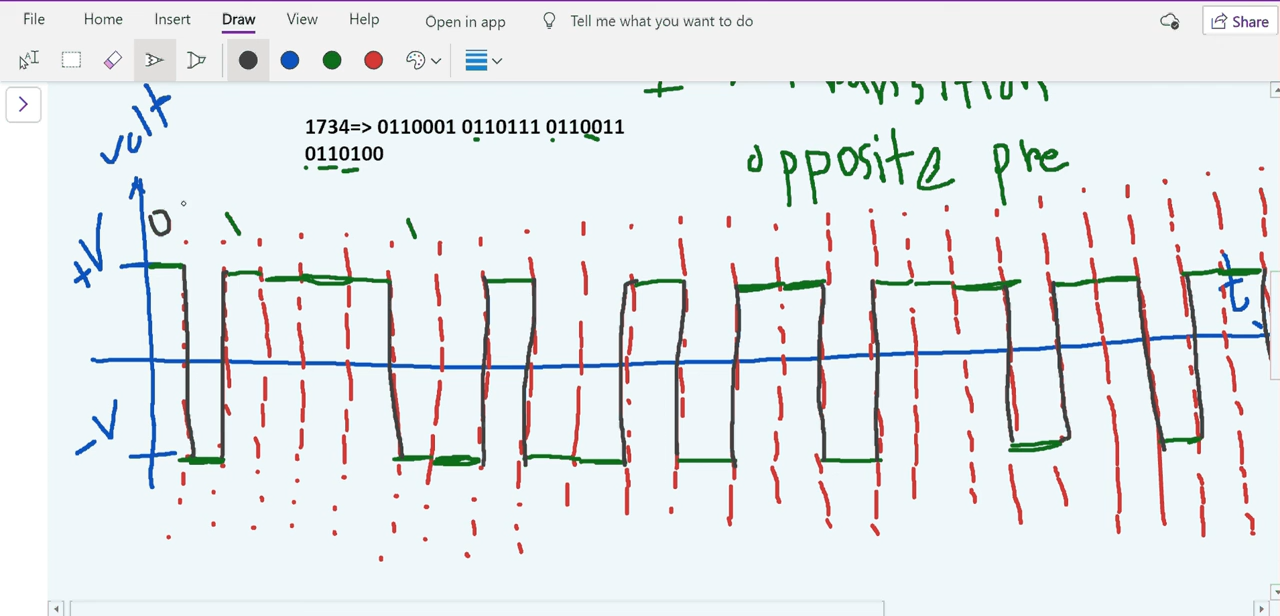 File Home Insert Draw View Help Open in app Tell me what you want to do Share
volt
1734=> 0110001 0110111 0110011
0110100
opposite pre
0
+V
t
-V